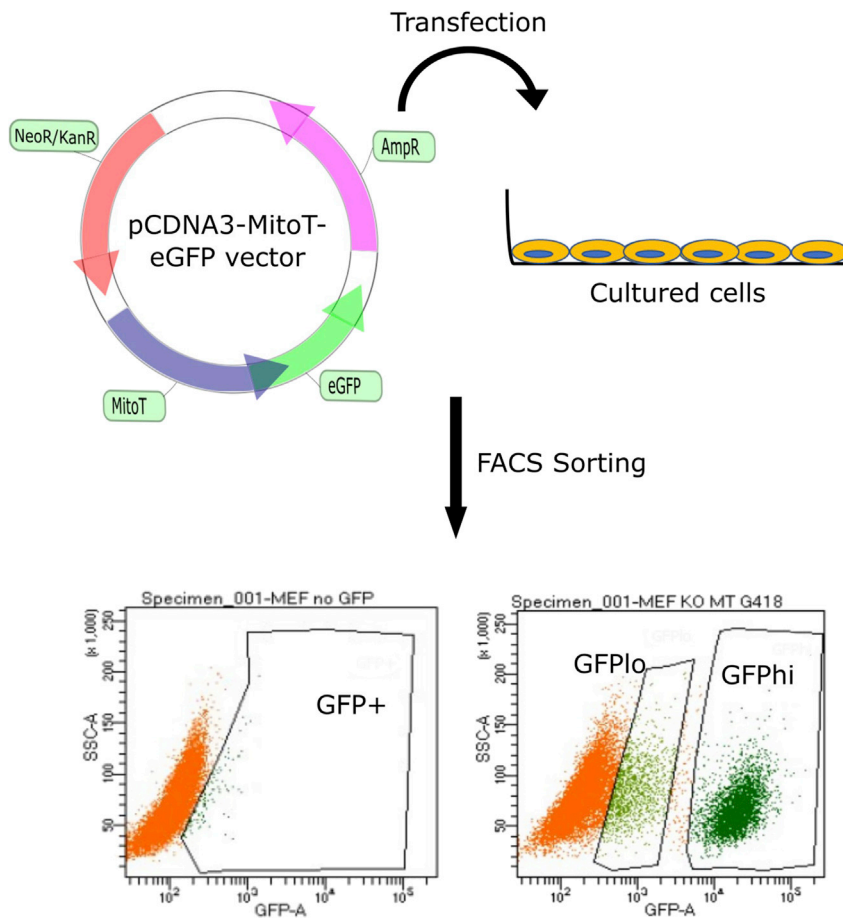 Transfection
NeoR/KanR
AmpR
pCDNA3-MitoT-
eGFP vector
MitoT
eGFP
Cultured cells
FACS Sorting
Specimen_001-MEF no GFP
(x 1,000)
SSC-A
250
200
150
100
50
GFP+
10² 10³ 10⁴ 10⁵
GFP-A
Specimen_001-MEF KO MT G418
(x 1,000)
SSC-A
250
200
150
100
50
GFPlo
GFPhi
10² 10³ 10⁴ 10⁵
GFP-A